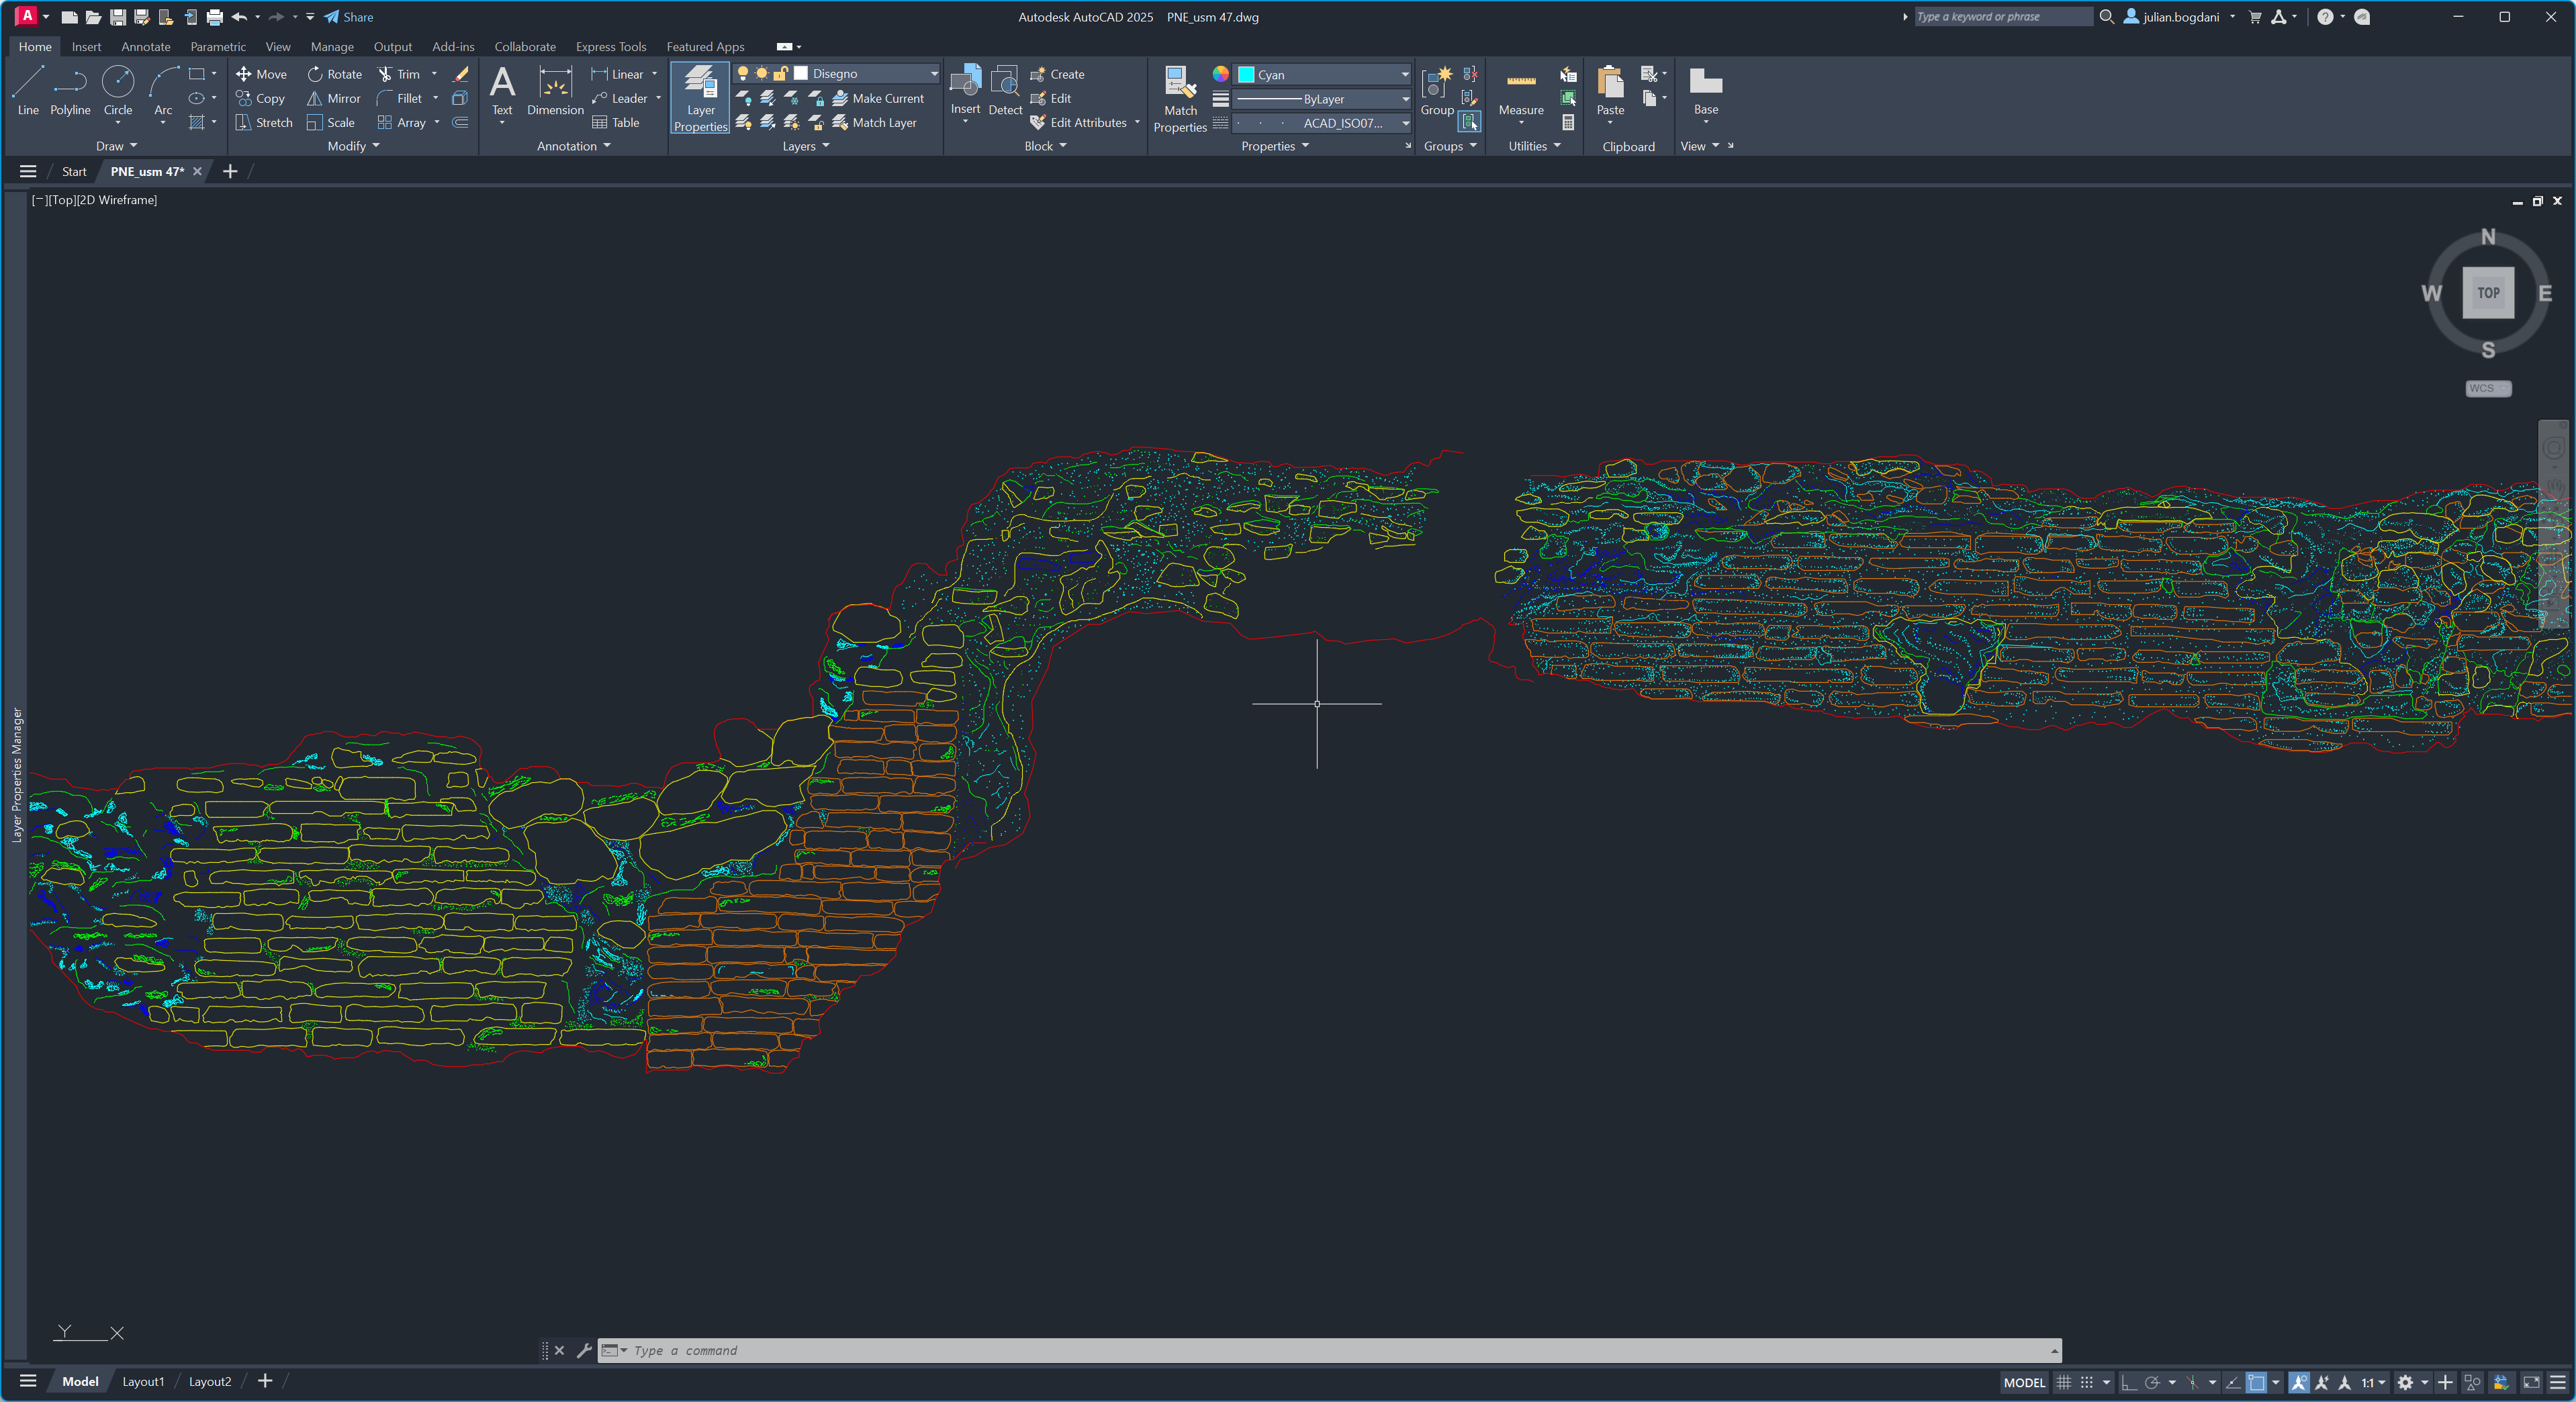 A Share Autodesk AutoCAD 2025 PNE_usm 47.dwg Type a keyword or phrase julian.bogdani
Home Insert Annotate Parametric View Manage Output Add-ins Collaborate Express Tools Featured Apps
Line Polyline Circle Arc
Draw
Move Rotate Trim
Copy Mirror Fillet
Stretch Scale Array
Modify
Text Dimension
Linear
Leader
Table
Annotation
Layer Properties
Disegno
Make Current
Match Layer
Layers
Insert Detect
Create
Edit
Edit Attributes
Block
Match Properties
Cyan
ByLayer
ACAD_ISO07...
Properties
Group
Groups
Measure
Utilities
Paste
Clipboard
Base
View
Start PNE_usm 47*
[−][Top][2D Wireframe]
N
W TOP E
S
WCS
Layer Properties Manager
Y X
Type a command
Model Layout1 Layout2
MODEL 1:1